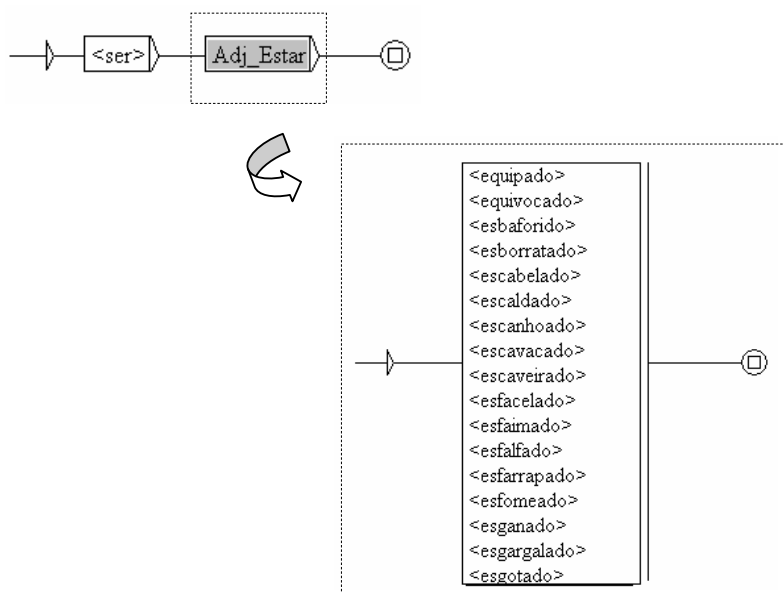 <ser> Adj_Estar
<equipado>
<equivocado>
<esbaforido>
<esborratado>
<escabelado>
<escaldado>
<escanhoado>
<escavacado>
<escaveirado>
<esfacelado>
<esfaimado>
<esfalfado>
<esfarrapado>
<esfomeado>
<esganado>
<esgargalado>
<esgotado>